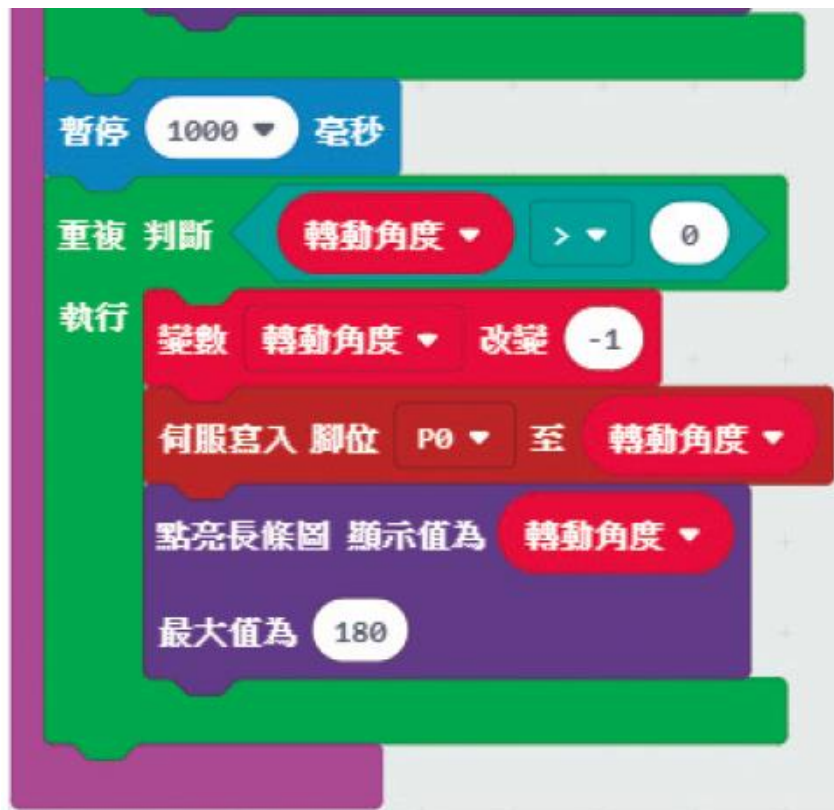 暫停 1000 毫秒
重複 判斷 轉動角度 > 0
執行
變數 轉動角度 改變 -1
伺服寫入 腳位 P0 至 轉動角度
點亮長條圖 顯示值為 轉動角度
最大值為 180